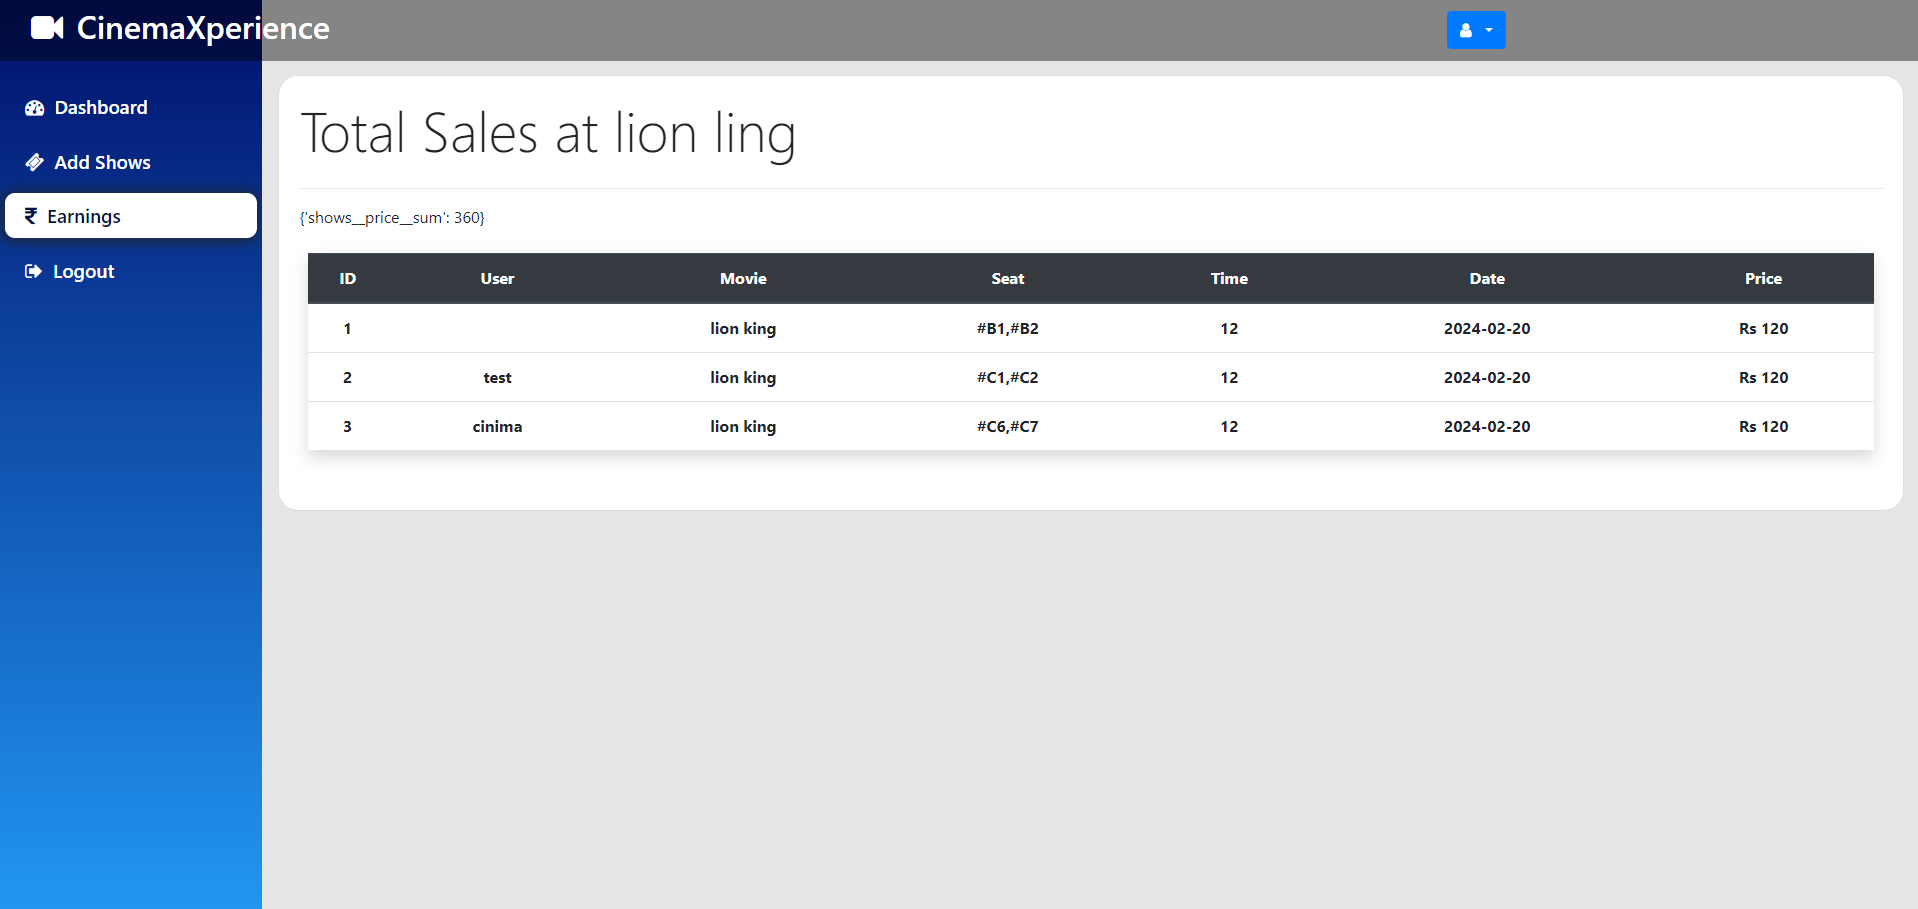 CinemaXperience
Dashboard
Add Shows
Earnings
Logout
Total Sales at lion ling
{'shows__price__sum': 360}
ID User Movie Seat Time Date Price
1 lion king #B1,#B2 12 2024-02-20 Rs 120
2 test lion king #C1,#C2 12 2024-02-20 Rs 120
3 cinima lion king #C6,#C7 12 2024-02-20 Rs 120